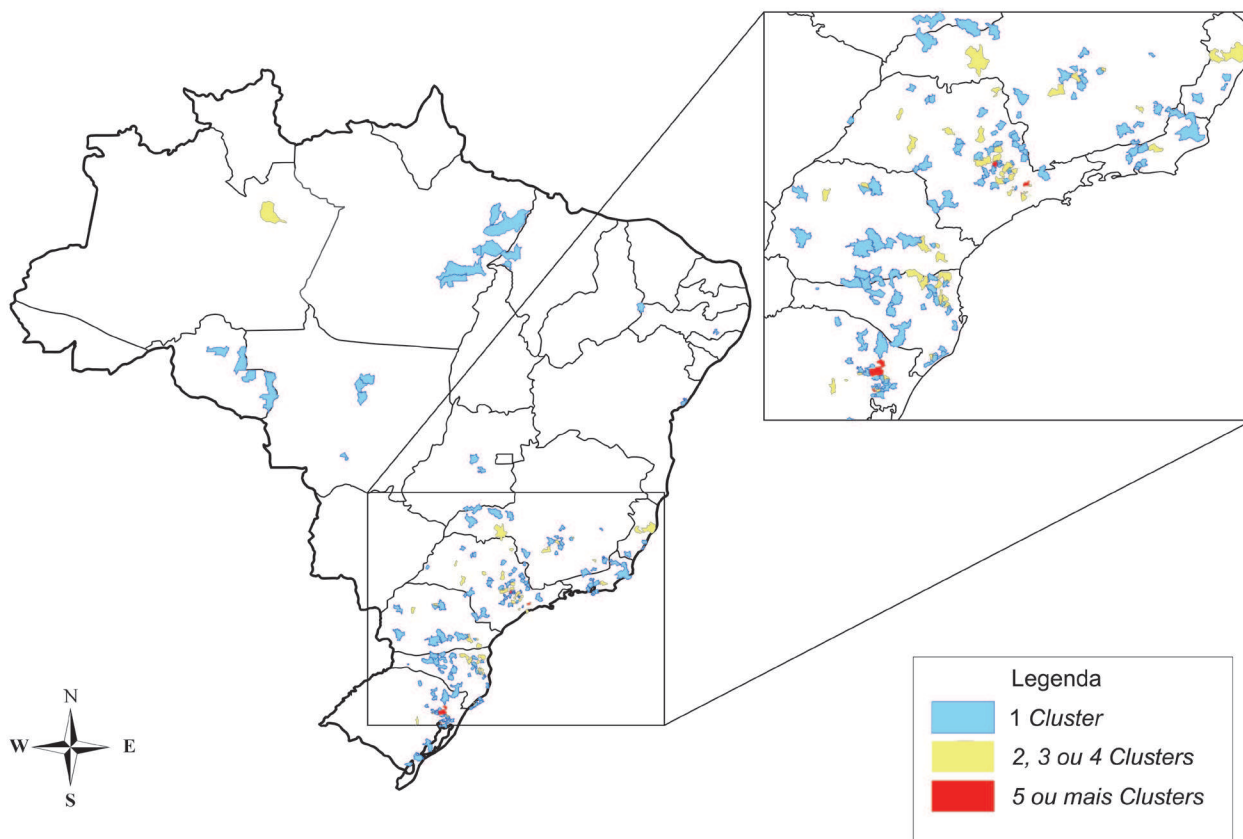 N
W E
S
Legenda
1 Cluster
2, 3 ou 4 Clusters
5 ou mais Clusters